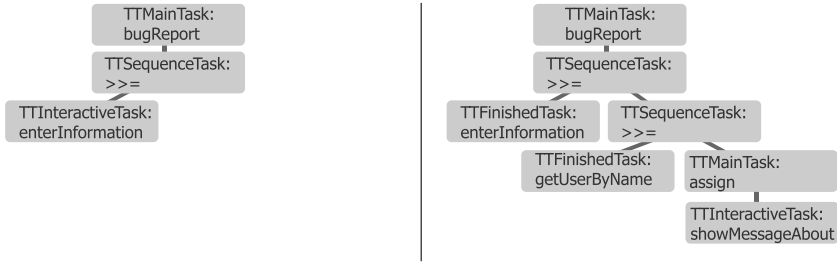 TTMainTask:
bugReport
TTSequenceTask:
>>=
TTInteractiveTask:
enterInformation
TTMainTask:
bugReport
TTSequenceTask:
>>=
TTFinishedTask:
enterInformation
TTSequenceTask:
>>=
TTFinishedTask:
getUserByName
TTMainTask:
assign
TTInteractiveTask:
showMessageAbout